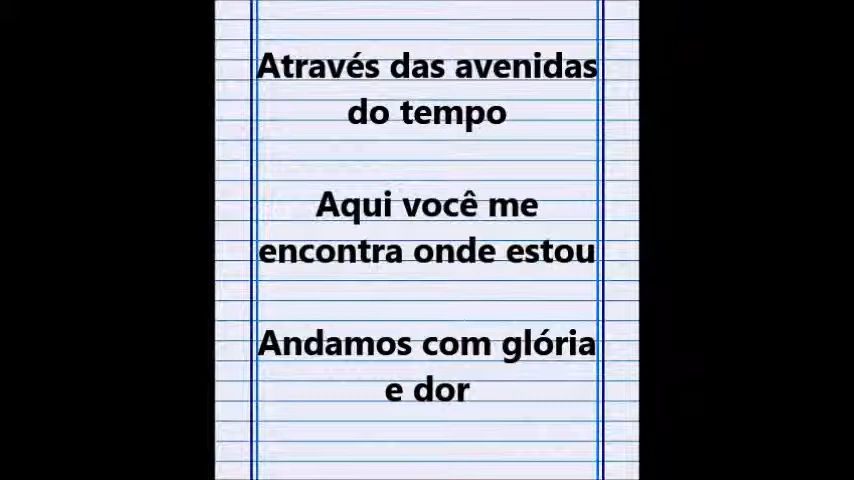 Através das avenidas
do tempo
Aqui você me
encontra onde estou
Andamos com glória
e dor